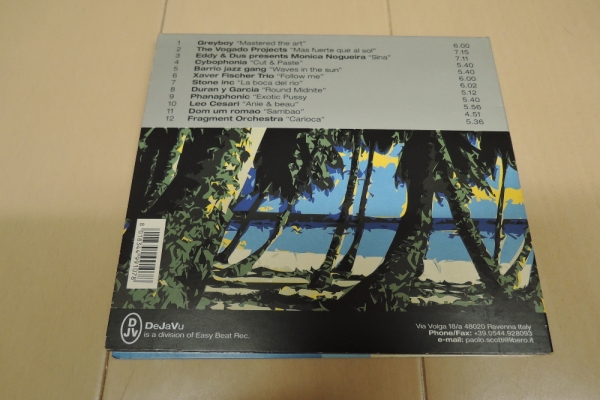 1 Greyboy "Mastered the art" 6.00
2 The Vogado Projects "Mas fuerte que al sol" 7.15
3 Eddy & Dus presents Monica Nogueira "Sina" 7.11
4 Cybophonia "Cut & Paste" 5.40
5 Barrio jazz gang "Waves in the sun" 5.40
6 Xaver Fischer Trio "Follow me" 6.00
7 Stone inc "La boca del rio" 6.02
8 Duran y Garcia "Round Midnite" 5.12
9 Phanaphonic "Exotic Pussy" 5.40
10 Leo Cesari "Anje & beau" 5.56
11 Dom um romao "Sambao" 4.51
12 Fragment Orchestra "Carioca" 5.36
DJV
DeJaVu
is a division of Easy Beat Rec.
Via Volga 16/a 48020 Ravenna Italy
Phone/Fax: +39.0544.928093
e-mail: paolo.scotti@libero.it